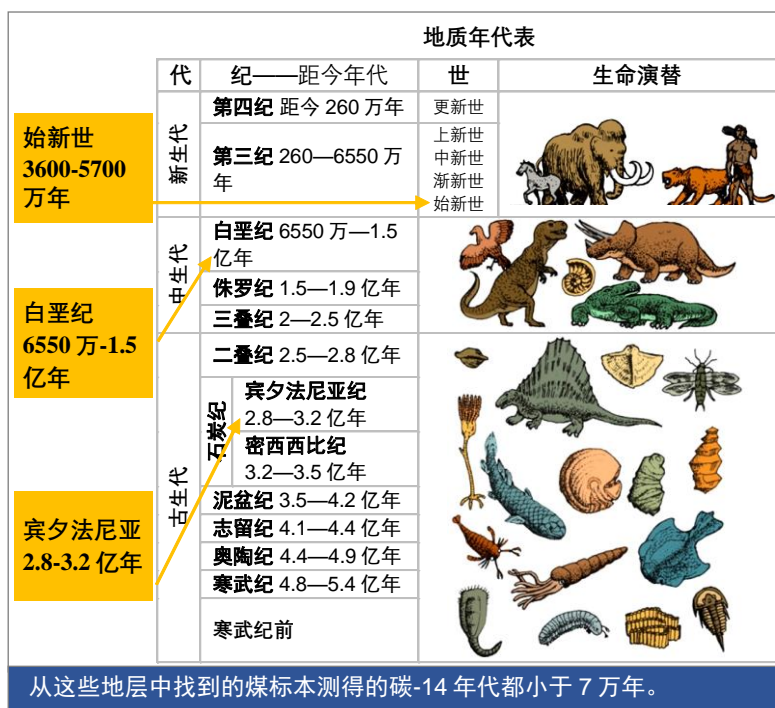 地质年代表
代 纪——距今年代 世 生命演替
新生代
第四纪 距今 260 万年
更新世
第三纪 260—6550 万
年
上新世
中新世
渐新世
始新世
始新世
3600-5700
万年
中生代
白垩纪 6550 万—1.5
亿年
侏罗纪 1.5—1.9 亿年
三叠纪 2—2.5 亿年
白垩纪
6550 万-1.5
亿年
古生代
二叠纪 2.5—2.8 亿年
石炭纪
宾夕法尼亚纪
2.8—3.2 亿年
密西西比纪
3.2—3.5 亿年
泥盆纪 3.5—4.2 亿年
志留纪 4.1—4.4 亿年
奥陶纪 4.4—4.9 亿年
寒武纪 4.8—5.4 亿年
寒武纪前
宾夕法尼亚
2.8-3.2 亿年
从这些地层中找到的煤标本测得的碳-14 年代都小于 7 万年。